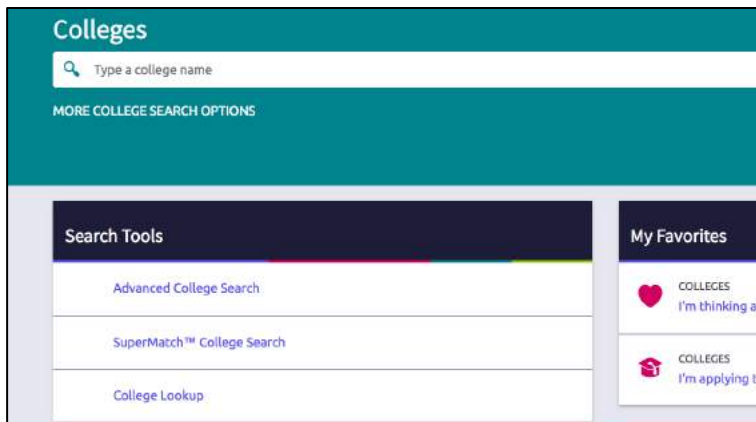 Colleges
Type a college name
MORE COLLEGE SEARCH OPTIONS
Search Tools
Advanced College Search
SuperMatch™ College Search
College Lookup
My Favorites
COLLEGES
I'm thinking a
COLLEGES
I'm applying t